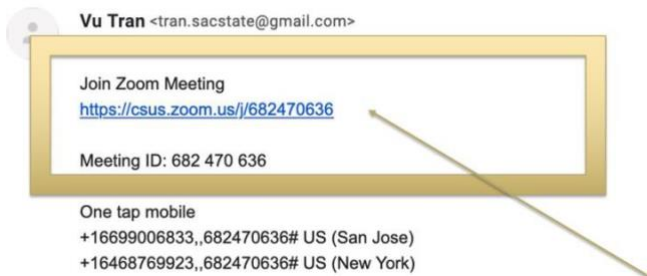 Vu Tran <tran.sacstate@gmail.com>
Join Zoom Meeting
https://csus.zoom.us/j/682470636
Meeting ID: 682 470 636
One tap mobile
+16699006833,,682470636# US (San Jose)
+16468769923,,682470636# US (New York)